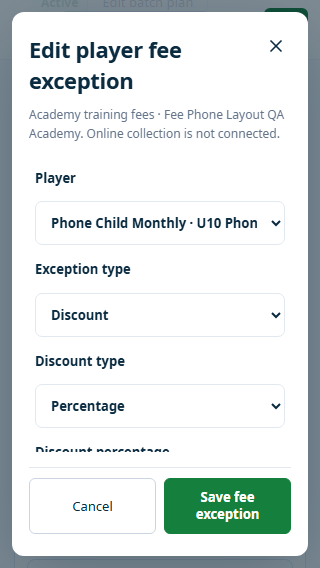 Active Edit batch plan
Edit player fee
exception
Academy training fees · Fee Phone Layout QA
Academy. Online collection is not connected.
Player
Phone Child Monthly · U10 Phon
Exception type
Discount
Discount type
Percentage
Discount percentage
Cancel
Save fee
exception